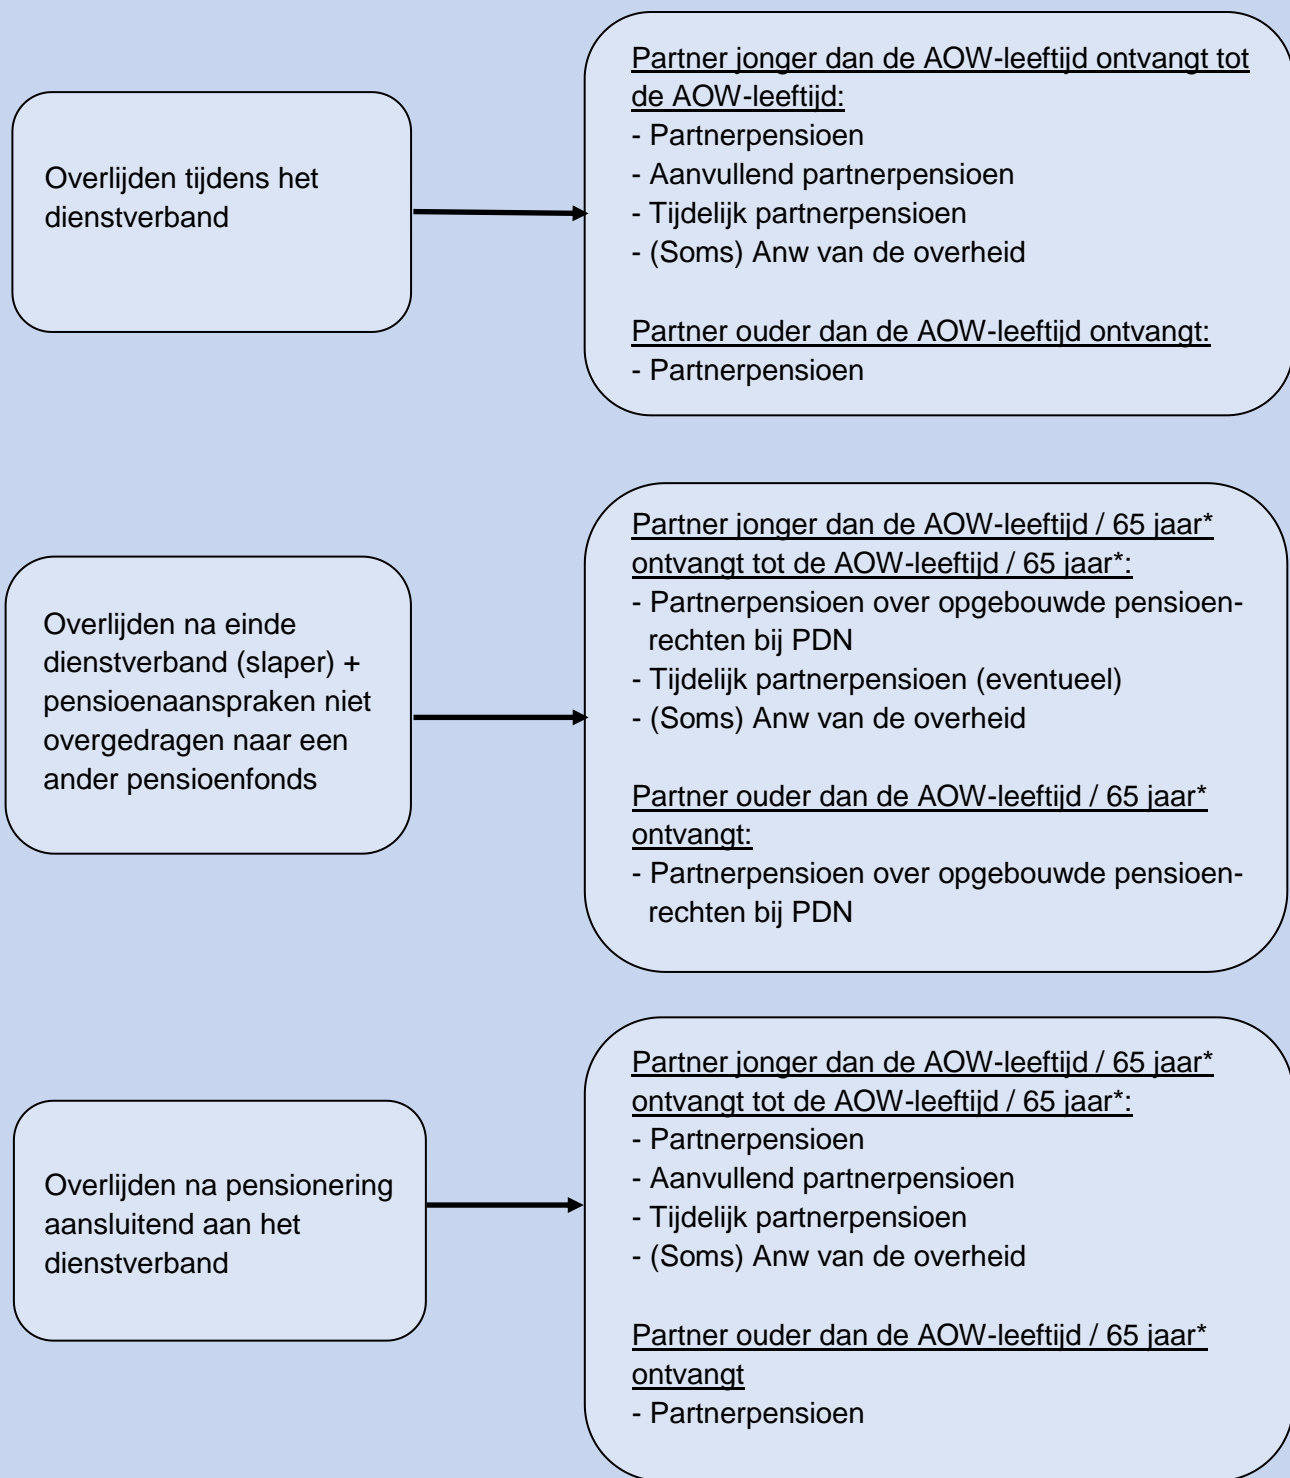 Overlijden tijdens het
dienstverband
Partner jonger dan de AOW-leeftijd ontvangt tot
de AOW-leeftijd:
- Partnerpensioen
- Aanvullend partnerpensioen
- Tijdelijk partnerpensioen
- (Soms) Anw van de overheid
Partner ouder dan de AOW-leeftijd ontvangt:
- Partnerpensioen
Overlijden na einde
dienstverband (slaper) +
pensioenaanspraken niet
overgedragen naar een
ander pensioenfonds
Partner jonger dan de AOW-leeftijd / 65 jaar*
ontvangt tot de AOW-leeftijd / 65 jaar*:
- Partnerpensioen over opgebouwde pensioen-
rechten bij PDN
- Tijdelijk partnerpensioen (eventueel)
- (Soms) Anw van de overheid
Partner ouder dan de AOW-leeftijd / 65 jaar*
ontvangt:
- Partnerpensioen over opgebouwde pensioen-
rechten bij PDN
Overlijden na pensionering
aansluitend aan het
dienstverband
Partner jonger dan de AOW-leeftijd / 65 jaar*
ontvangt tot de AOW-leeftijd / 65 jaar*:
- Partnerpensioen
- Aanvullend partnerpensioen
- Tijdelijk partnerpensioen
- (Soms) Anw van de overheid
Partner ouder dan de AOW-leeftijd / 65 jaar*
ontvangt
- Partnerpensioen